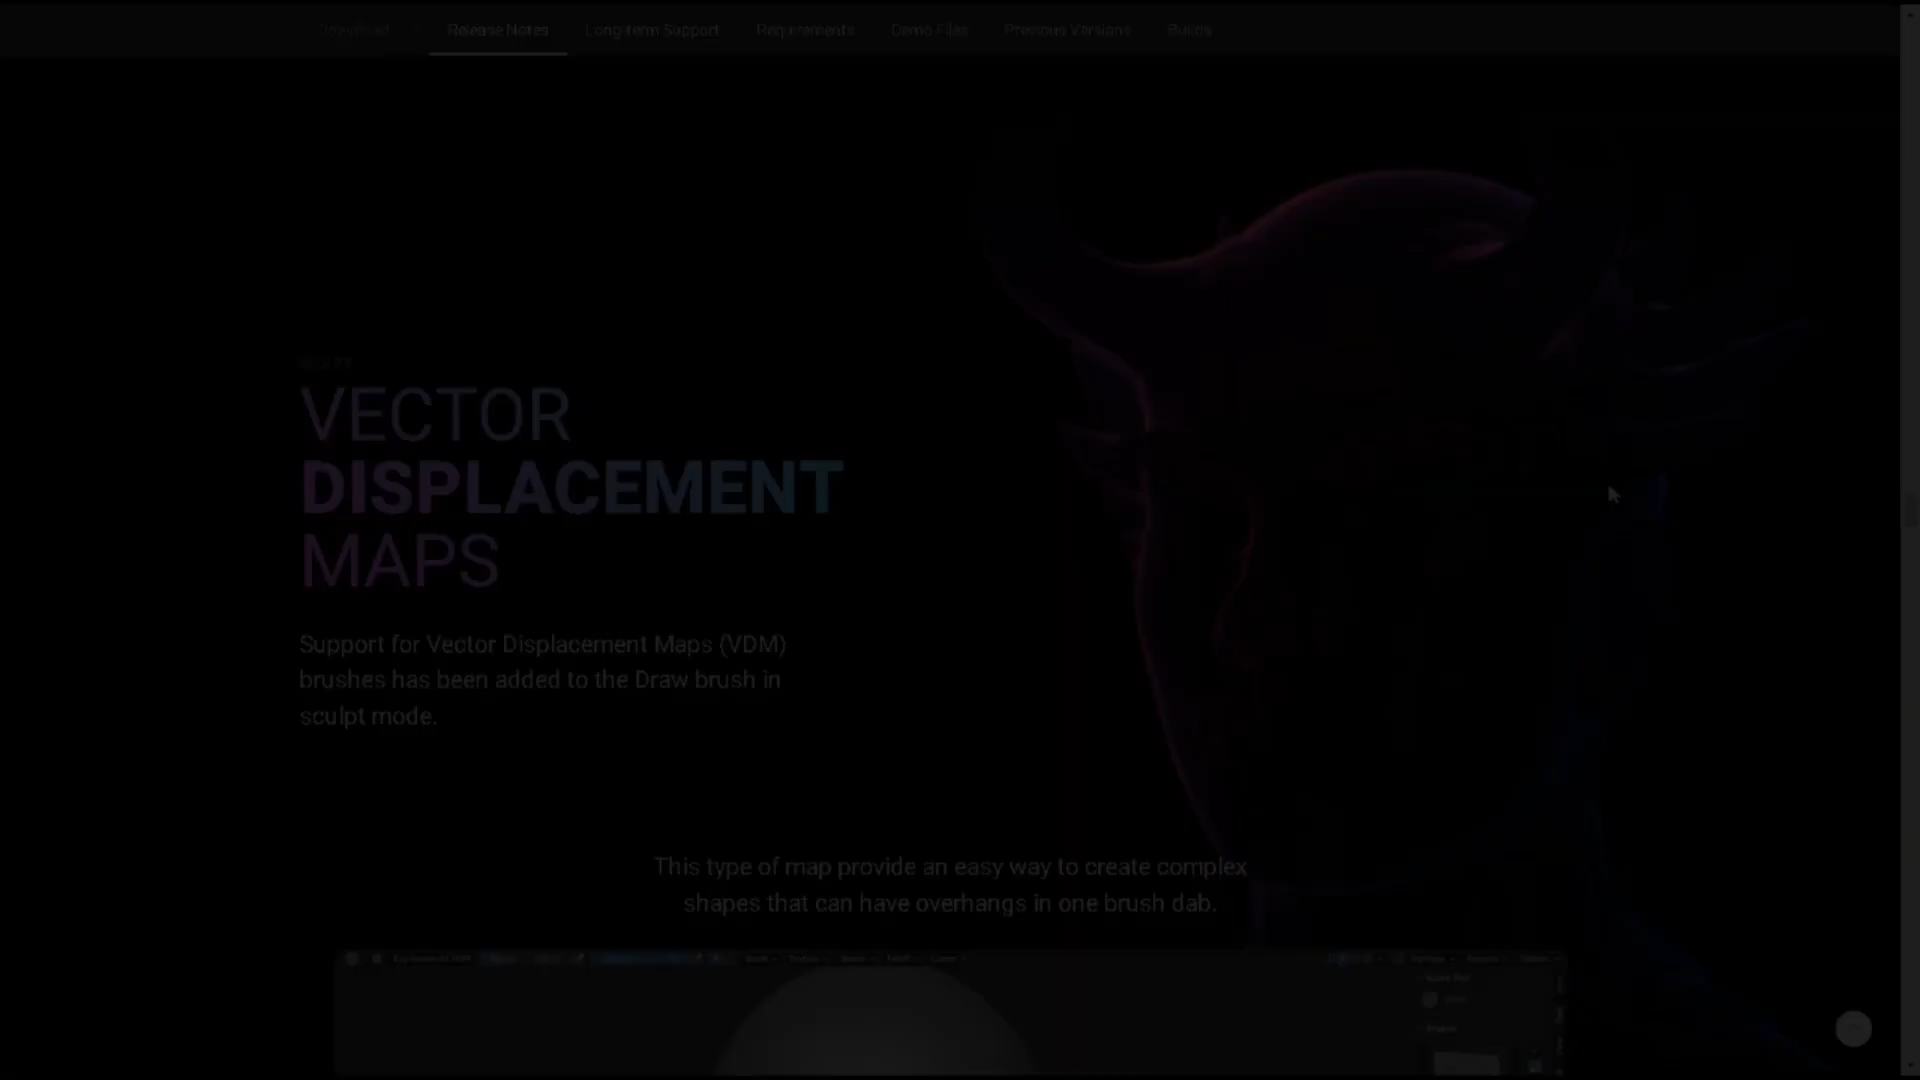 Download
Release Notes
Long-term Support
Requirements
Demo Files
Previous Versions
Builds
SCULPT
VECTOR
DISPLACEMENT
MAPS
Support for Vector Displacement Maps (VDM)
brushes has been added to the Draw brush in
sculpt mode.
This type of map provide an easy way to create complex
shapes that can have overhangs in one brush dab.